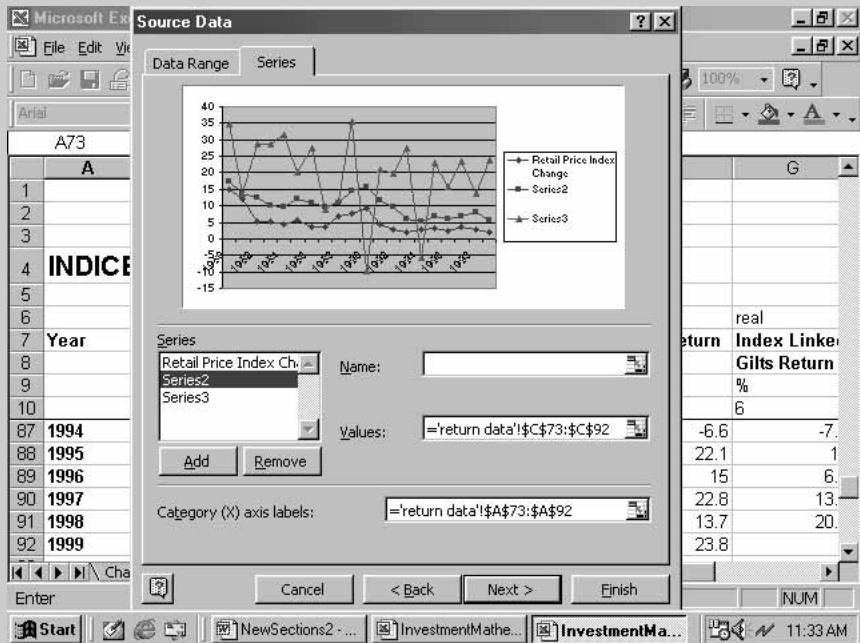 Microsoft Ex
Source Data
File Edit Vi
Data Range Series
100%
Arial
A73
40
35
30
25
20
15
10
5
0
-5
-10
-15
Retail Price Index
Change
Series2
Series3
A G
1
2
3
4 INDICE
5
6 real
7 Year eturn Index Linke
8 Gilts Return
9 %
10 6
Series
Retail Price Index Ch
Series2
Series3
Name:
Values: ='return data'!$C$73:$C$92
Add Remove
Category (X) axis labels: ='return data'!$A$73:$A$92
87 1994 -6.6 -7.
88 1995 22.1 1
89 1996 15 6.
90 1997 22.8 13.
91 1998 13.7 20.
92 1999 23.8
Cha
Cancel < Back Next > Finish
Enter NUM
Start NewSections2 - ... InvestmentMathe... InvestmentMa... 11:33 AM